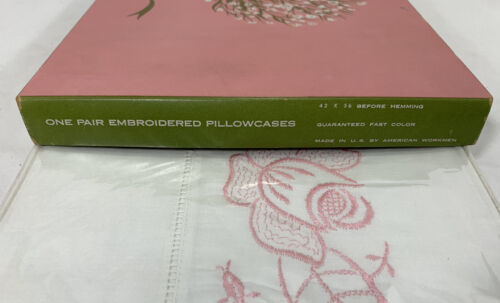 ONE PAIR EMBROIDERED PILLOWCASES
42 X 36 BEFORE HEMMING
GUARANTEED FAST COLOR
MADE IN U.S. BY AMERICAN WORKMEN